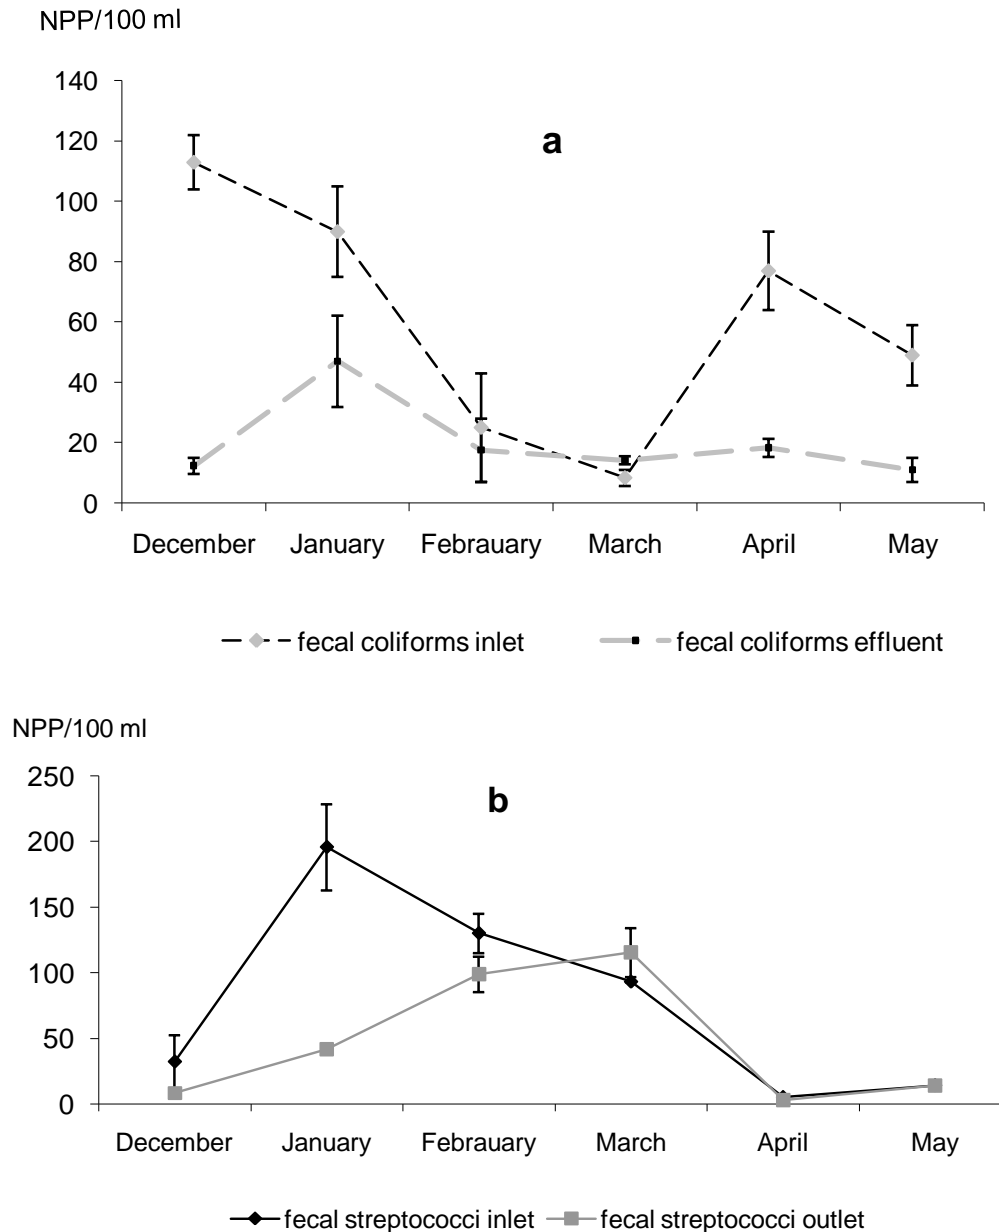 NPP/100 ml
140
a
120
100
80
60
40
20
0
December January Febrauary March April May
fecal coliforms inlet fecal coliforms effluent
NPP/100 ml
250
b
200
150
100
50
0
December January Febrauary March April May
fecal streptococci inlet fecal streptococci outlet